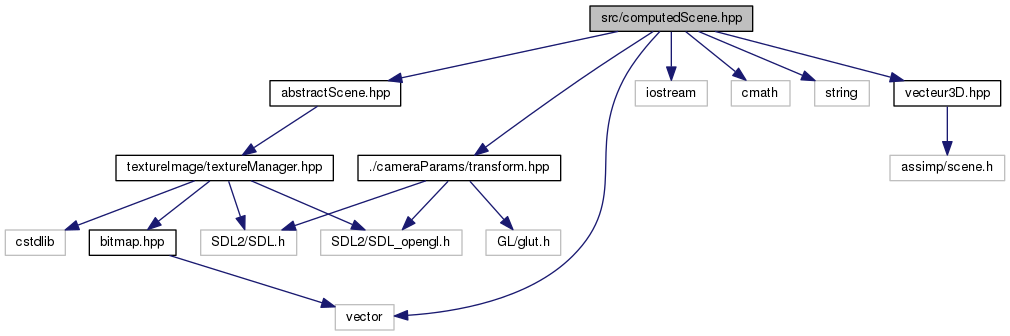 src/computedScene.hpp
abstractScene.hpp
iostream
cmath
string
vecteur3D.hpp
textureImage/textureManager.hpp
./cameraParams/transform.hpp
assimp/scene.h
cstdlib
bitmap.hpp
SDL2/SDL.h
SDL2/SDL_opengl.h
GL/glut.h
vector